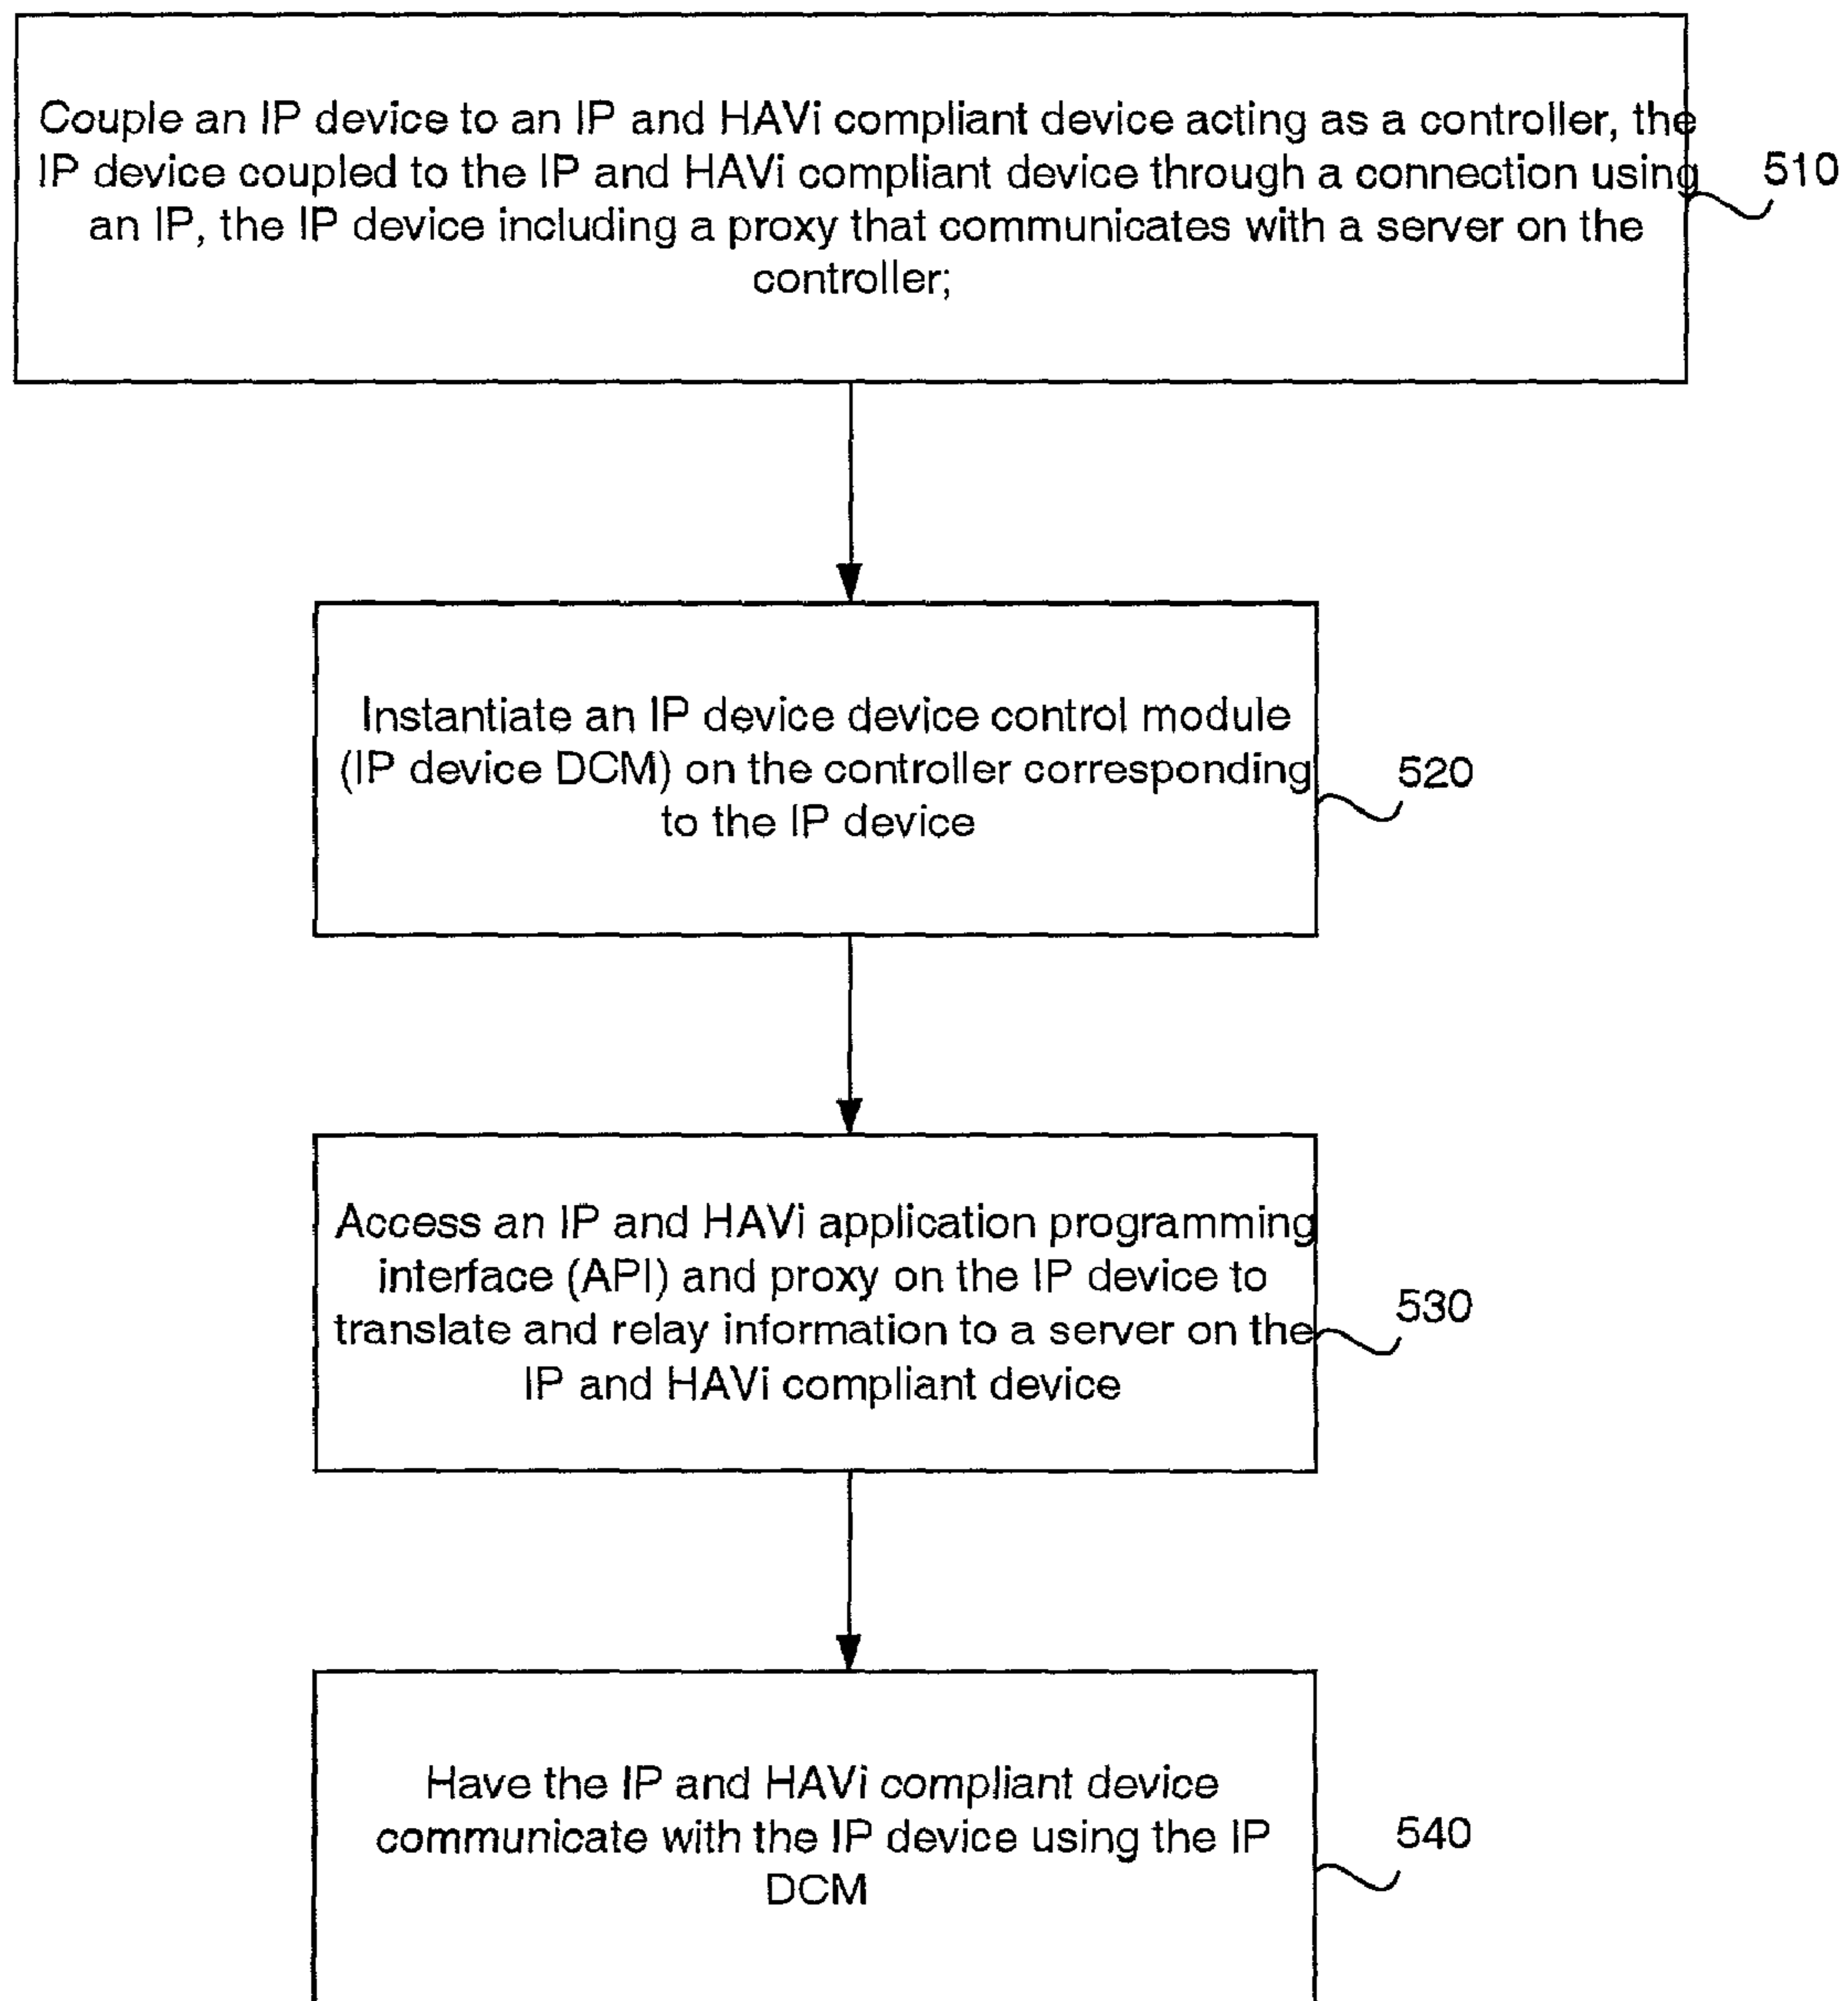 Couple an IP device to an IP and HAVi compliant device acting as a controller, the
IP device coupled to the IP and HAVi compliant device through a connection using
an IP, the IP device including a proxy that communicates with a server on the
controller;
510
Instantiate an IP device device control module
(IP device DCM) on the controller corresponding
to the IP device
520
Access an IP and HAVi application programming
interface (API) and proxy on the IP device to
translate and relay information to a server on the
IP and HAVi compliant device
530
Have the IP and HAVi compliant device
communicate with the IP device using the IP
DCM
540